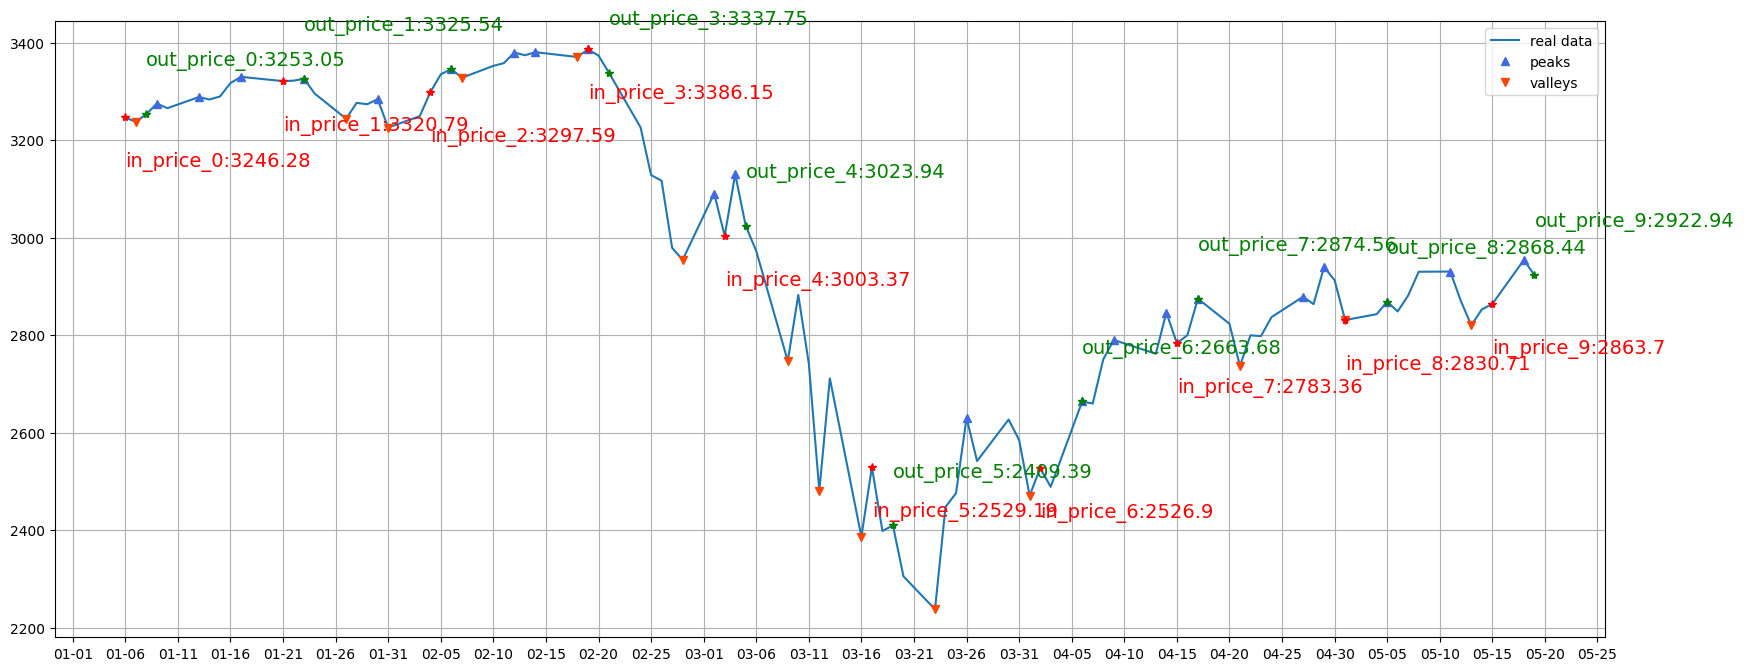 out_price_3:3337.75
out_price_1:3325.54
real data
peaks
valleys
out_price_0:3253.05
in_price_3:3386.15
in_price_1:3320.79
in_price_2:3297.59
in_price_0:3246.28
out_price_4:3023.94
out_price_9:2922.94
out_price_7:2874.56
out_price_8:2868.44
in_price_4:3003.37
out_price_6:2663.68
in_price_9:2863.7
in_price_8:2830.71
in_price_7:2783.36
out_price_5:2409.39
in_price_5:2529.19
in_price_6:2526.9
3400
3200
3000
2800
2600
2400
2200
01-01 01-06 01-11 01-16 01-21 01-26 01-31 02-05 02-10 02-15 02-20 02-25 03-01 03-06 03-11 03-16 03-21 03-26 03-31 04-05 04-10 04-15 04-20 04-25 04-30 05-05 05-10 05-15 05-20 05-25